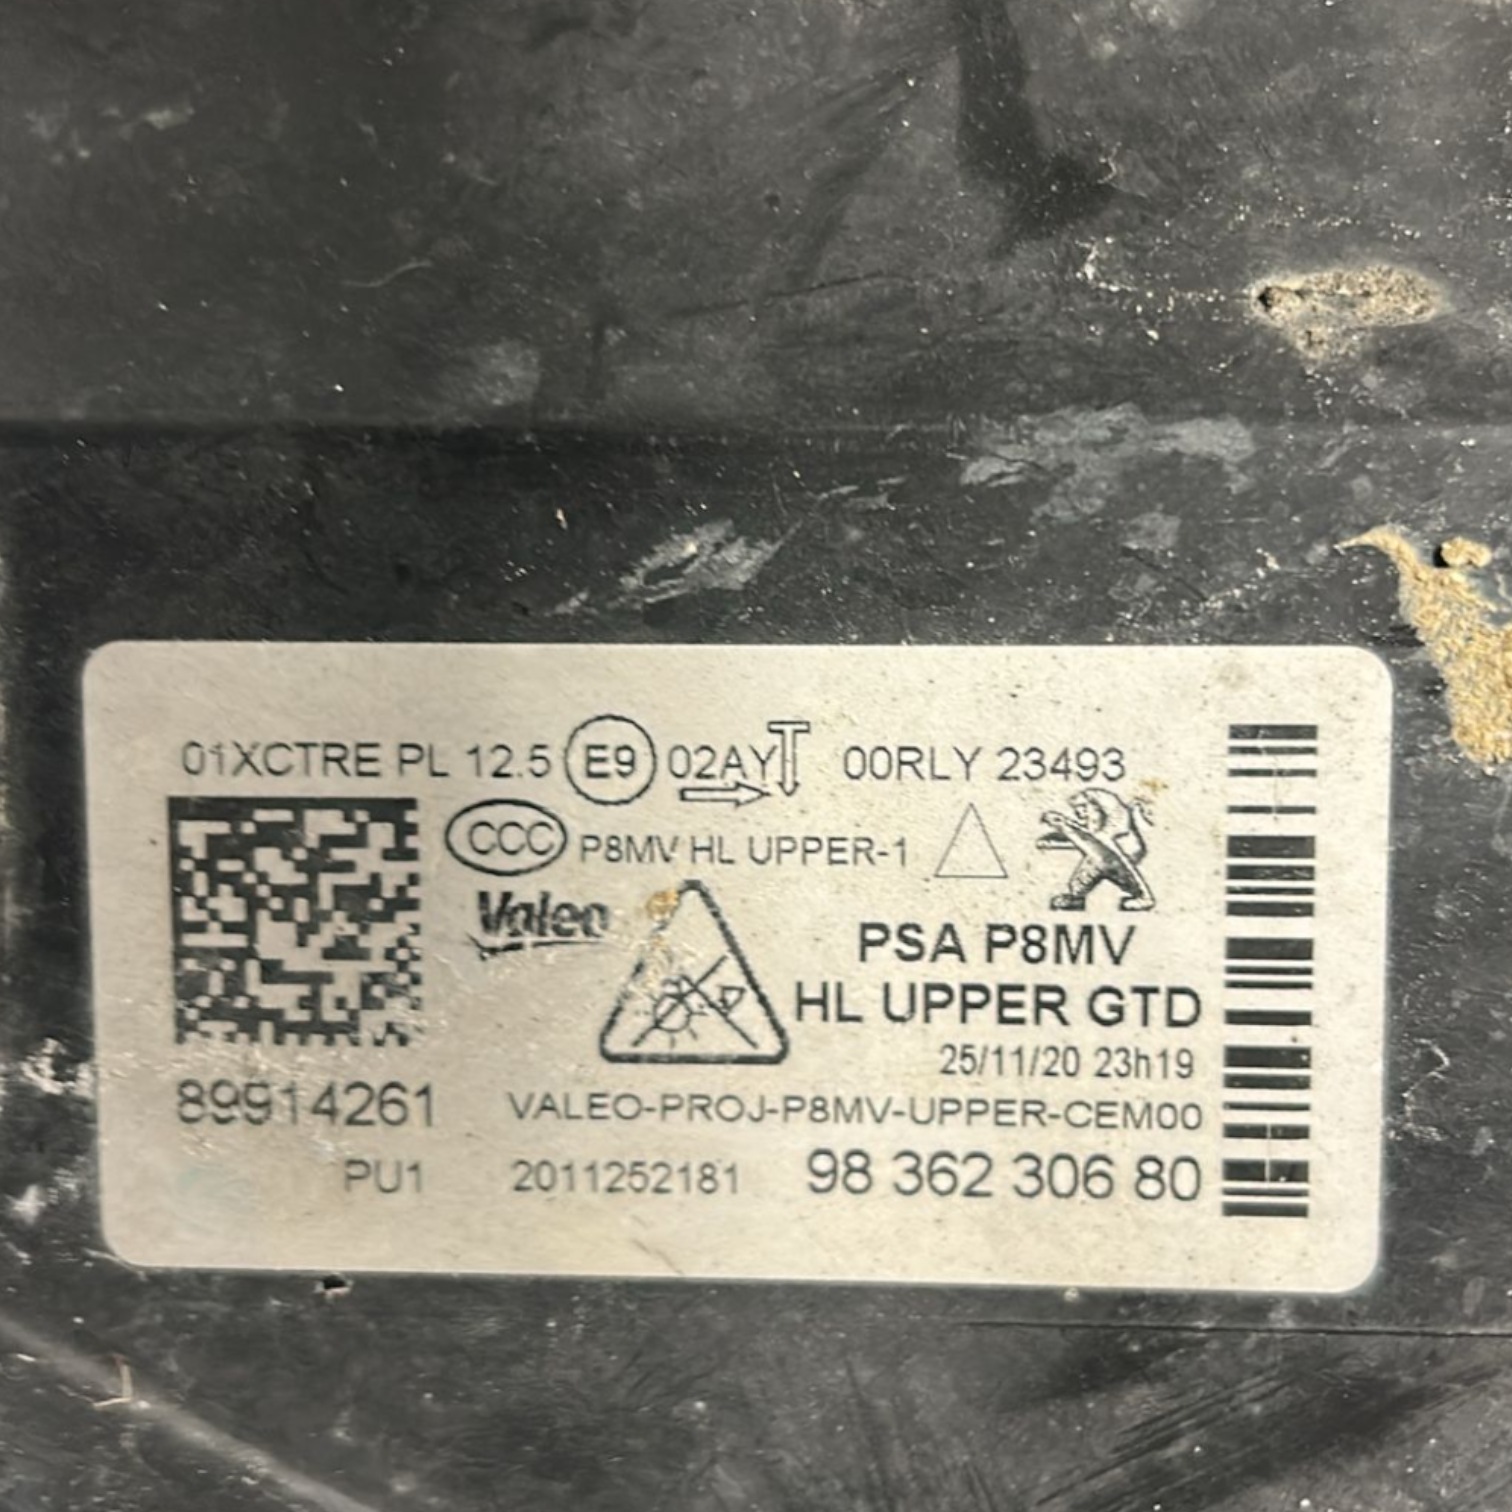 01XCTRE PL 12.5 E9 02AY 00RLY 23493
CCC P8MV HL UPPER-1
Valeo
PSA P8MV
HL UPPER GTD
25/11/20 23h19
89914261 VALEO-PROJ-P8MV-UPPER-CEM00
PU1 2011252181 98 362 306 80